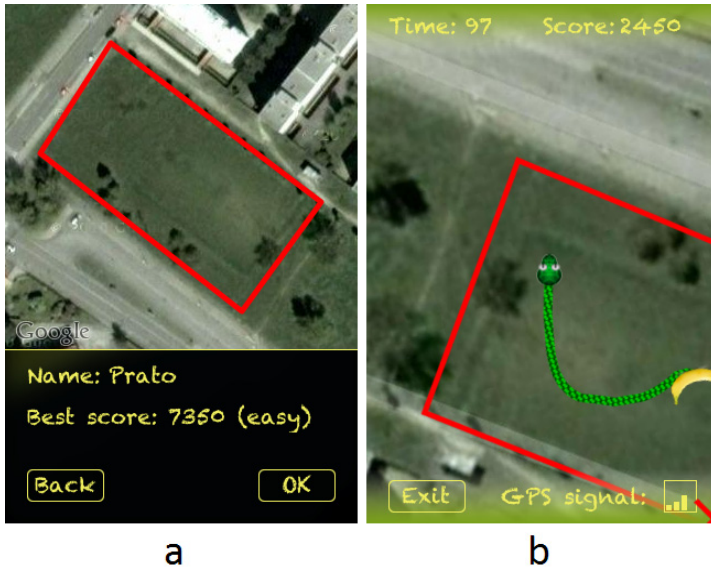 Time: 97 Score: 2450
Google
Name: Prato
Best score: 7350 (easy)
Back OK
Exit GPS signal:
a b